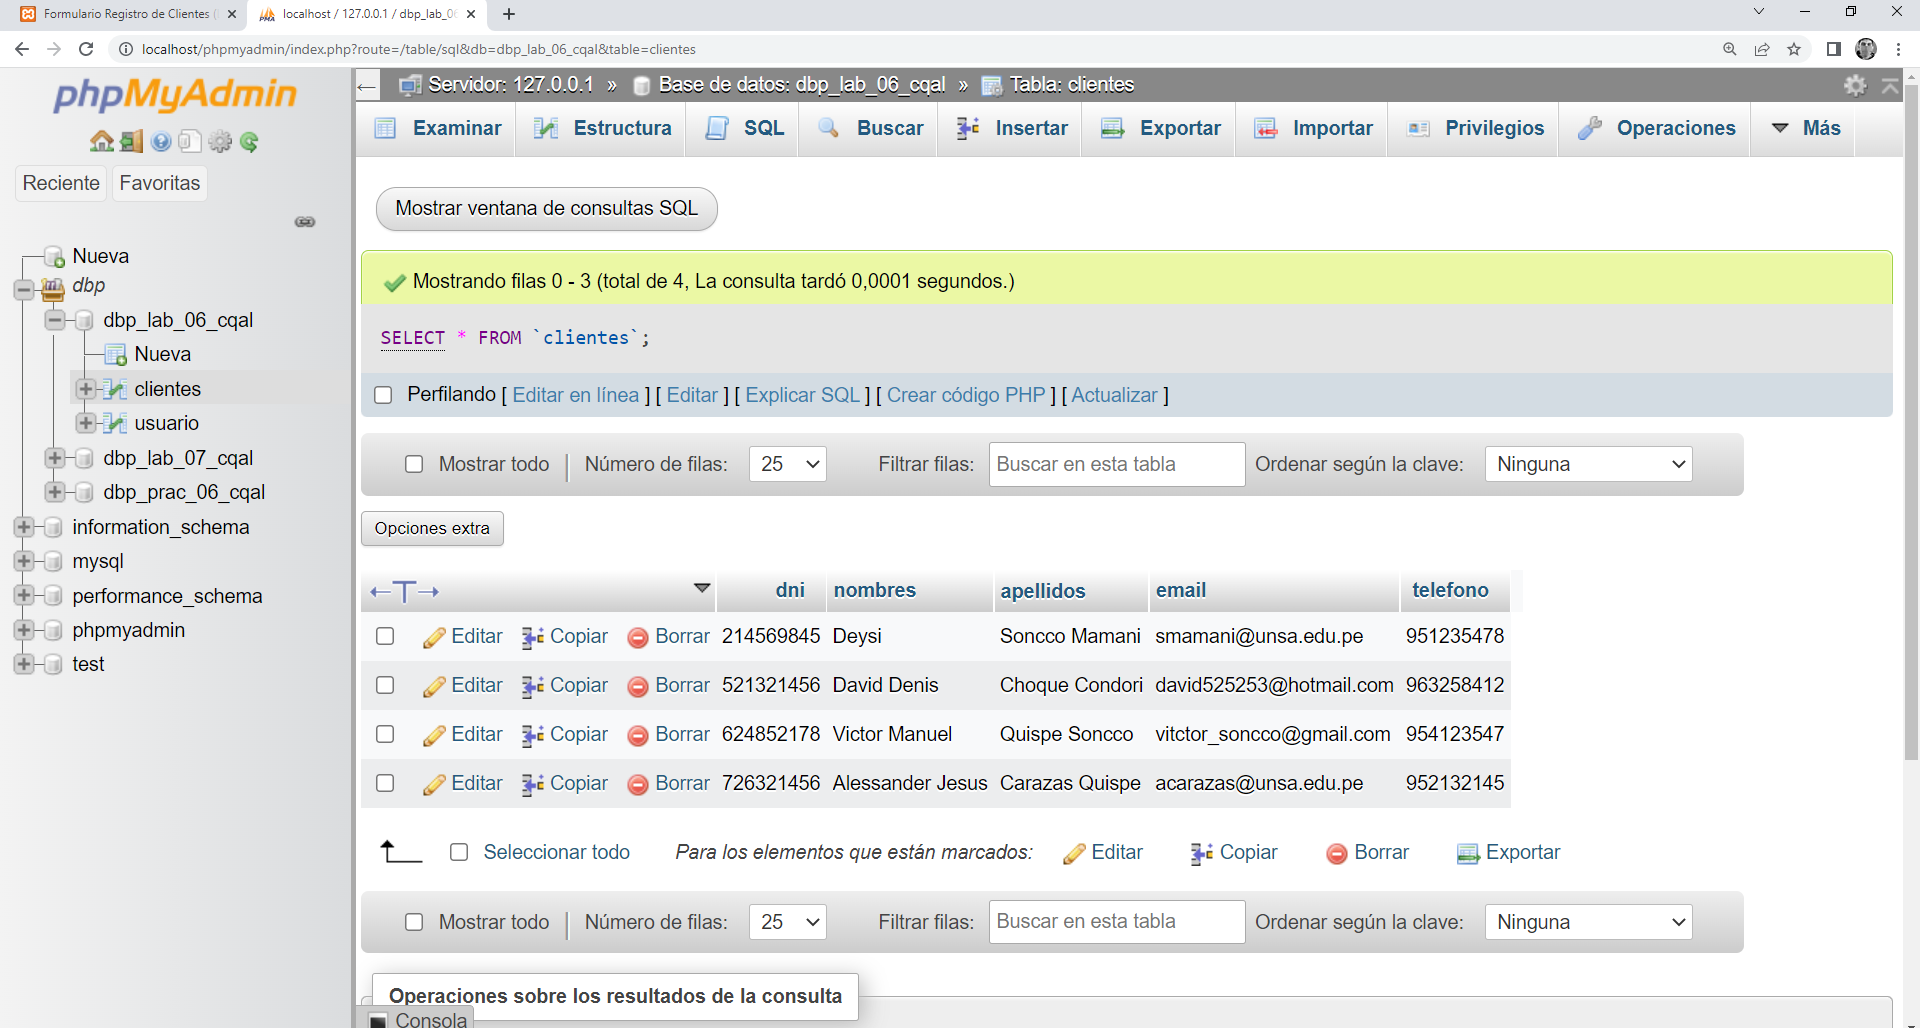 Formulario Registro de Clientes (
localhost / 127.0.0.1 / dbp_lab_06
localhost/phpmyadmin/index.php?route=/table/sql&db=dbp_lab_06_cqal&table=clientes
phpMyAdmin
Reciente
Favoritas
Nueva
dbp
dbp_lab_06_cqal
Nueva
clientes
usuario
dbp_lab_07_cqal
dbp_prac_06_cqal
information_schema
mysql
performance_schema
phpmyadmin
test
Servidor: 127.0.0.1 » Base de datos: dbp_lab_06_cqal » Tabla: clientes
Examinar Estructura SQL Buscar Insertar Exportar Importar Privilegios Operaciones Más
Mostrar ventana de consultas SQL
Mostrando filas 0 - 3 (total de 4, La consulta tardó 0,0001 segundos.)
SELECT * FROM `clientes`;
Perfilando [ Editar en línea ] [ Editar ] [ Explicar SQL ] [ Crear código PHP ] [ Actualizar ]
Mostrar todo Número de filas: 25 Filtrar filas: Buscar en esta tabla Ordenar según la clave: Ninguna
Opciones extra
←T→ dni nombres apellidos email telefono
Editar Copiar Borrar 214569845 Deysi Soncco Mamani smamani@unsa.edu.pe 951235478
Editar Copiar Borrar 521321456 David Denis Choque Condori david525253@hotmail.com 963258412
Editar Copiar Borrar 624852178 Victor Manuel Quispe Soncco vitctor_soncco@gmail.com 954123547
Editar Copiar Borrar 726321456 Alessander Jesus Carazas Quispe acarazas@unsa.edu.pe 952132145
Seleccionar todo Para los elementos que están marcados: Editar Copiar Borrar Exportar
Mostrar todo Número de filas: 25 Filtrar filas: Buscar en esta tabla Ordenar según la clave: Ninguna
Operaciones sobre los resultados de la consulta
Consola